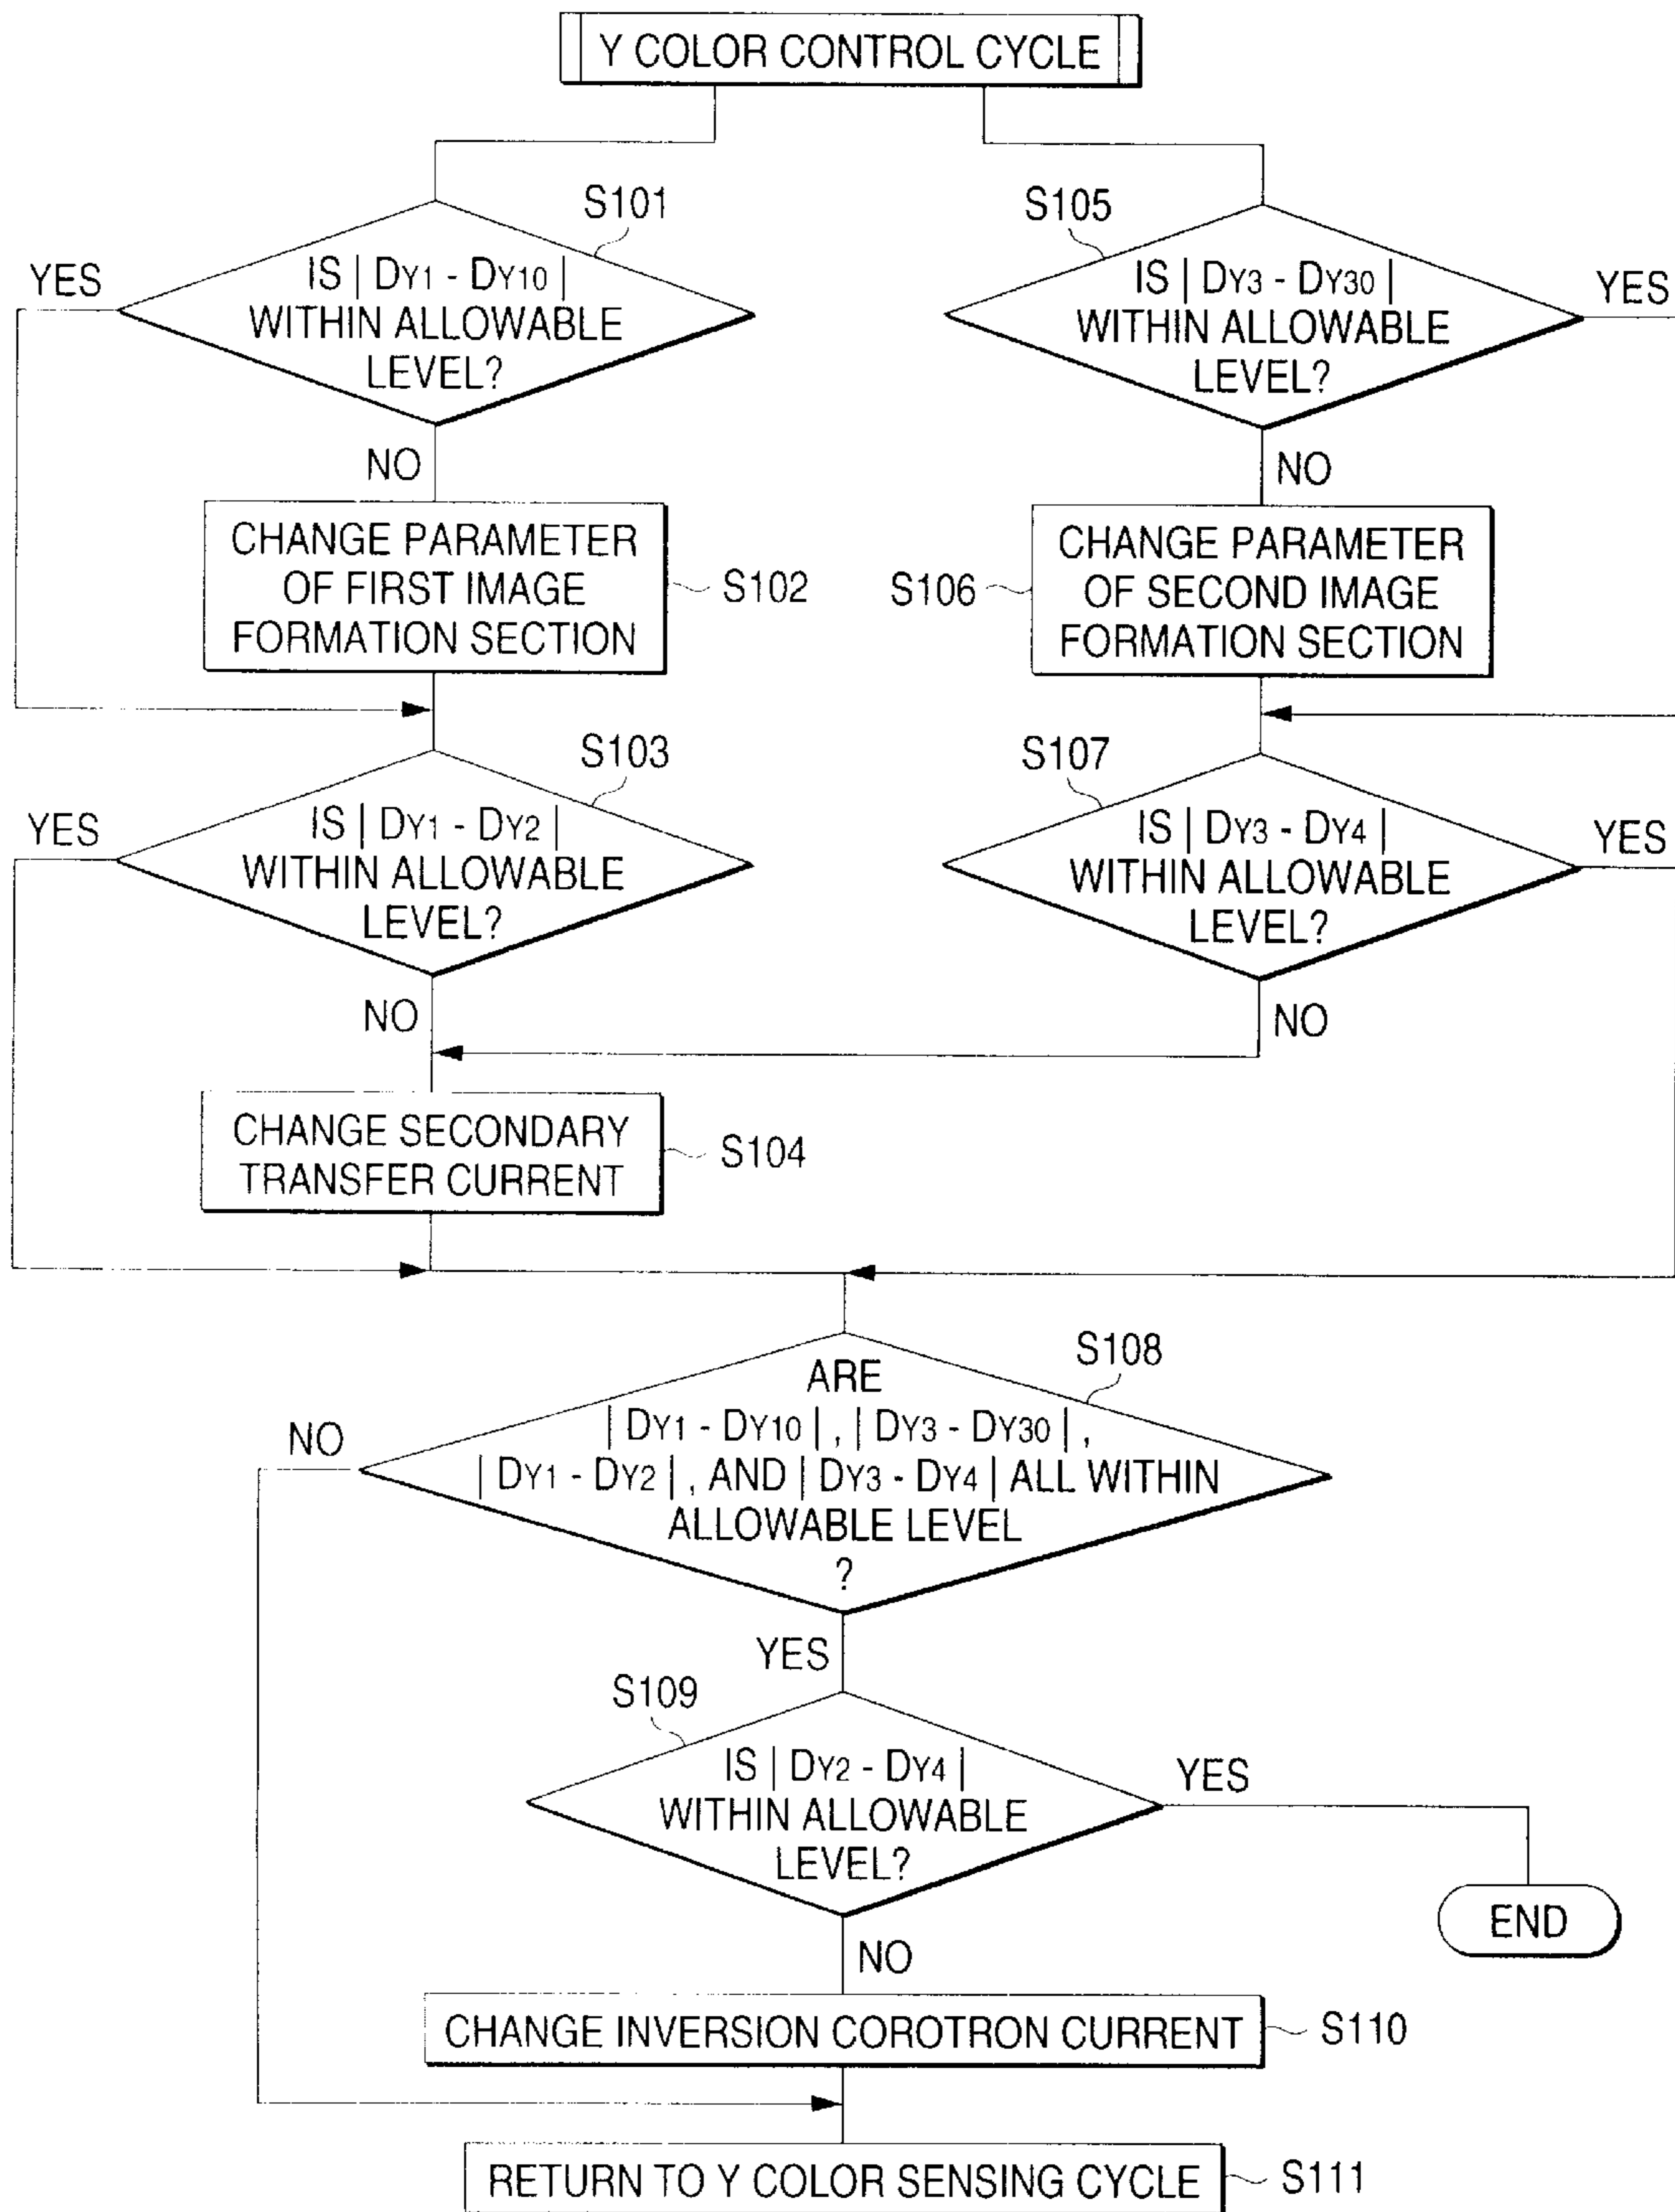 Y COLOR CONTROL CYCLE
S101
IS | DY1 - DY10 |
WITHIN ALLOWABLE
LEVEL?
YES
NO
S105
IS | DY3 - DY30 |
WITHIN ALLOWABLE
LEVEL?
YES
NO
CHANGE PARAMETER
OF FIRST IMAGE
FORMATION SECTION
S102
CHANGE PARAMETER
OF SECOND IMAGE
FORMATION SECTION
S106
S103
IS | DY1 - DY2 |
WITHIN ALLOWABLE
LEVEL?
YES
NO
S107
IS | DY3 - DY4 |
WITHIN ALLOWABLE
LEVEL?
YES
NO
CHANGE SECONDARY
TRANSFER CURRENT
S104
S108
ARE
| DY1 - DY10 | , | DY3 - DY30 | ,
| DY1 - DY2 | , AND | DY3 - DY4 | ALL WITHIN
ALLOWABLE LEVEL
?
NO
YES
S109
IS | DY2 - DY4 |
WITHIN ALLOWABLE
LEVEL?
YES
END
NO
CHANGE INVERSION COROTRON CURRENT
S110
RETURN TO Y COLOR SENSING CYCLE
S111